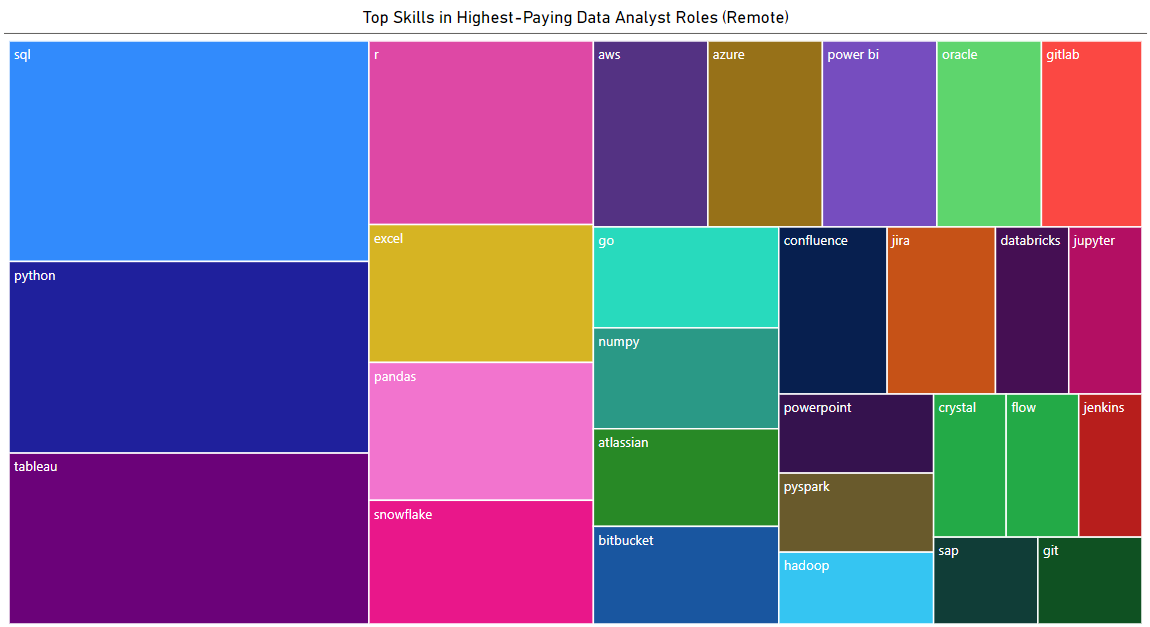 Top Skills in Highest-Paying Data Analyst Roles (Remote)
sql
python
tableau
r
excel
pandas
snowflake
aws
azure
power bi
oracle
gitlab
go
numpy
atlassian
bitbucket
confluence
jira
databricks
jupyter
powerpoint
pyspark
hadoop
crystal
flow
jenkins
sap
git